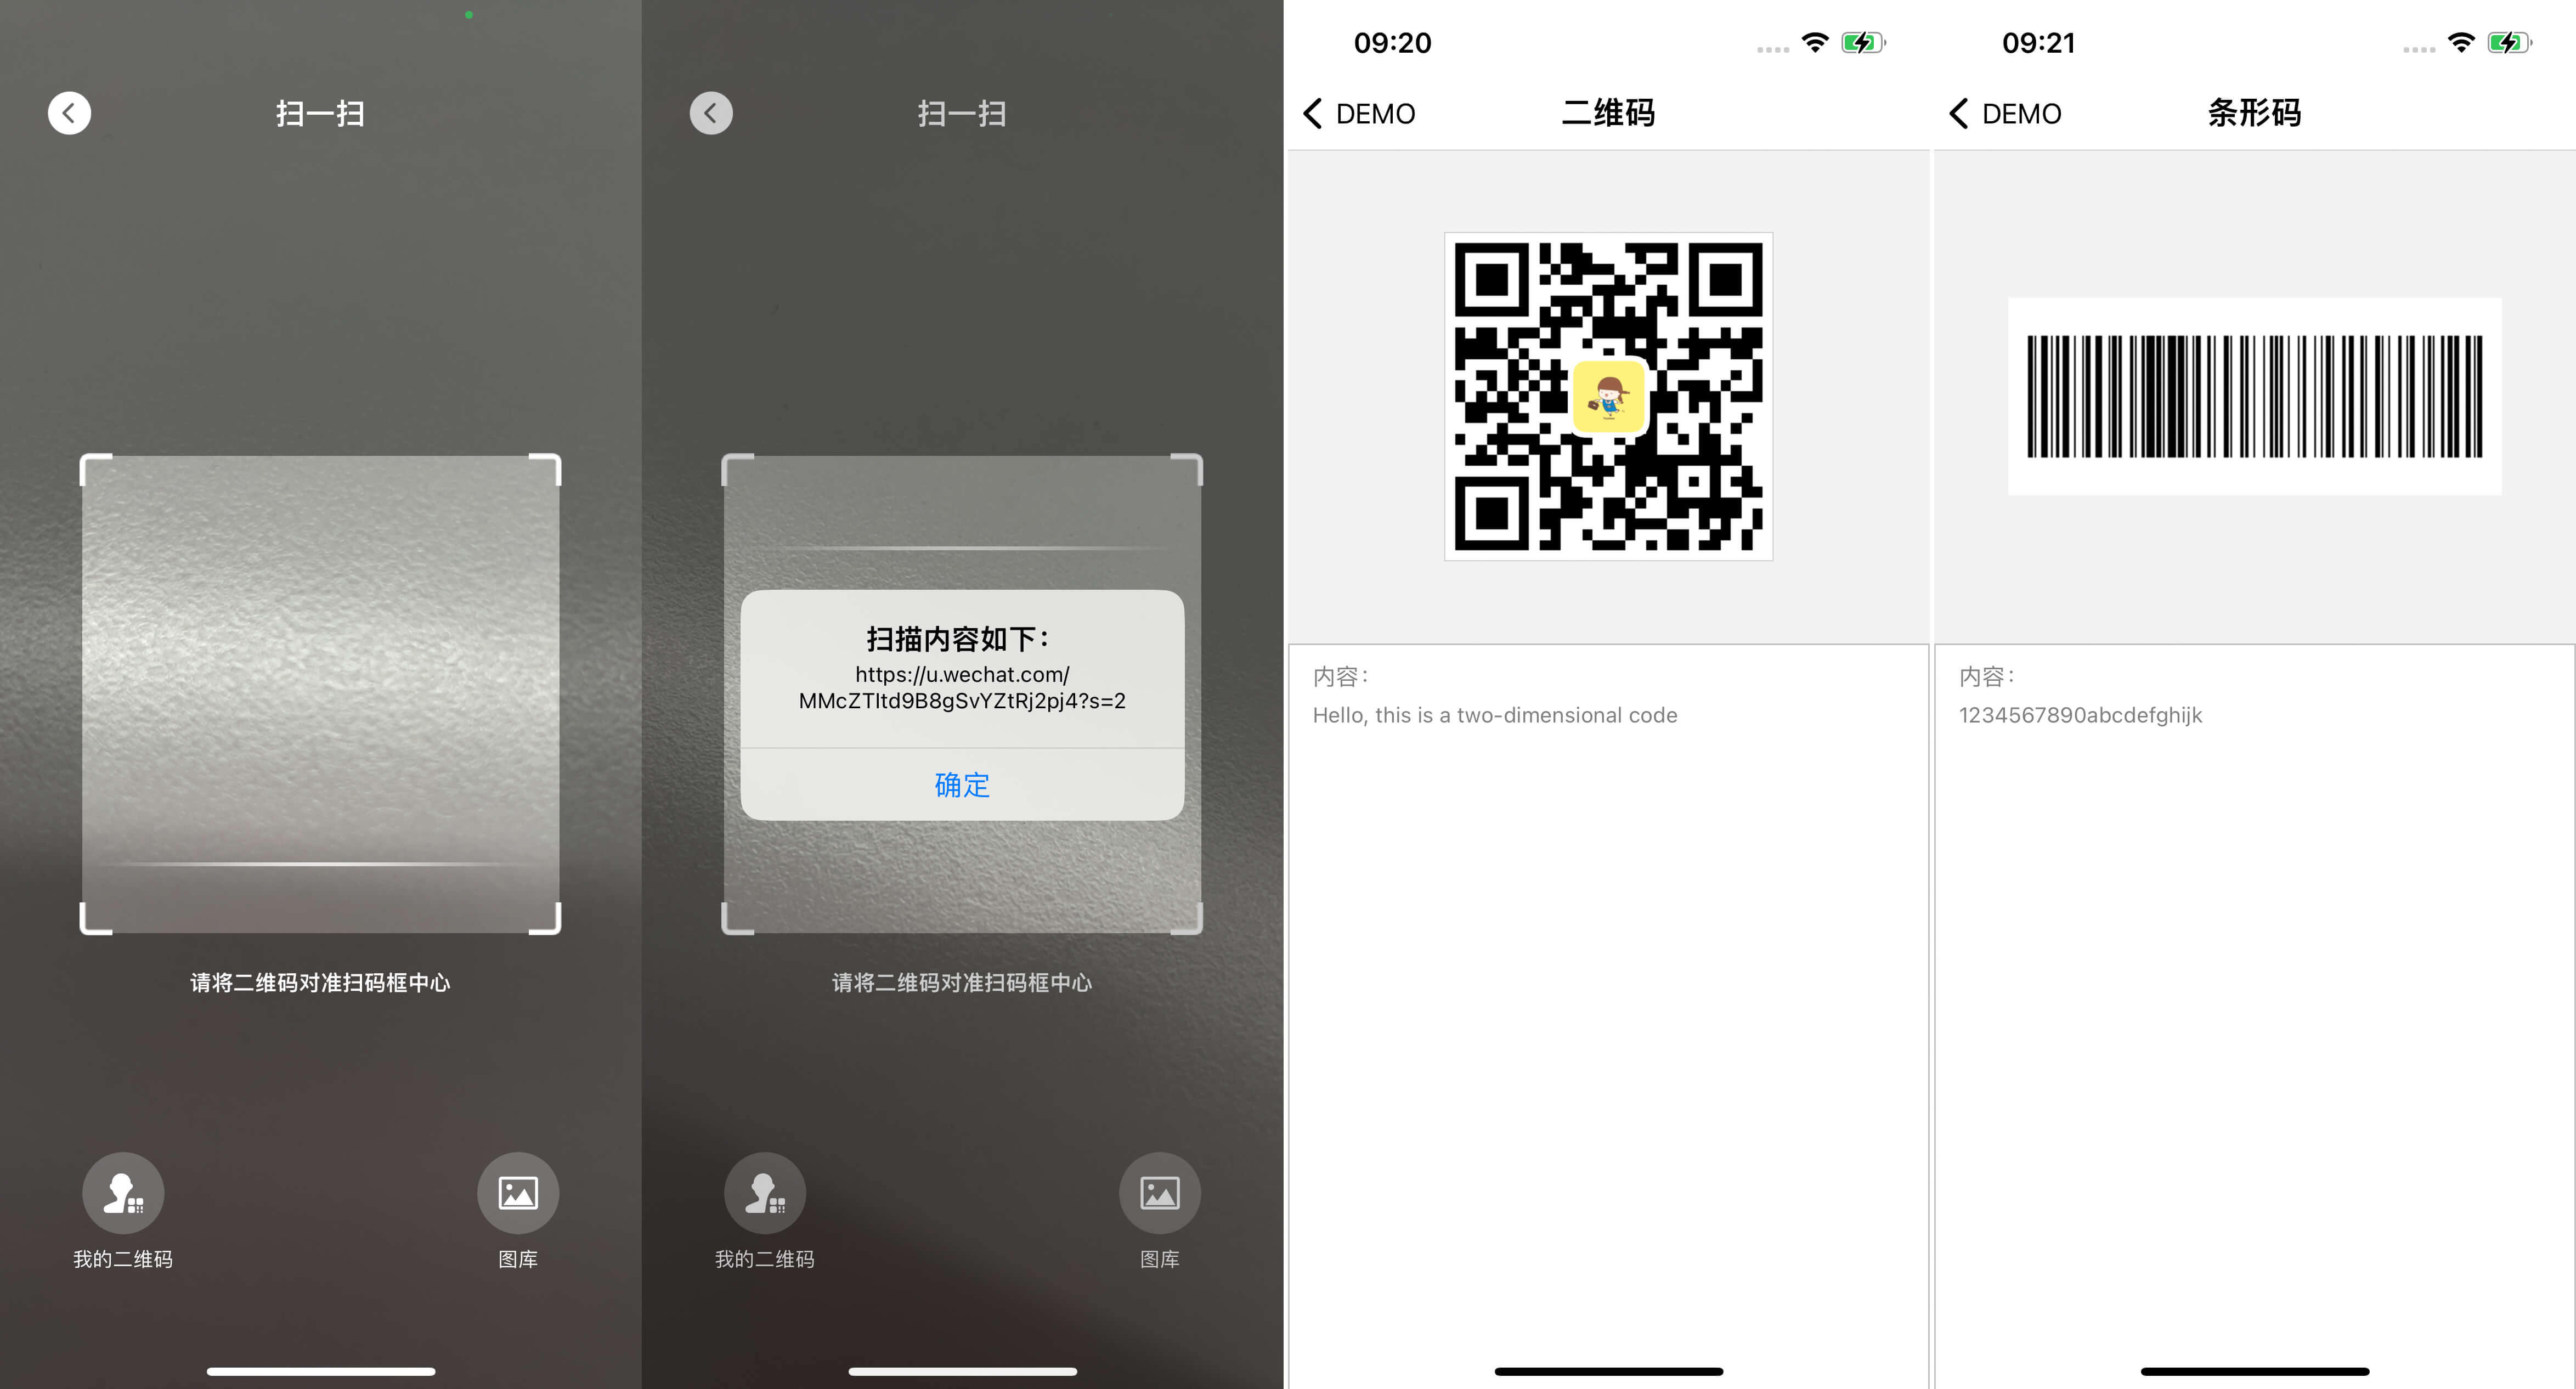 扫一扫
请将二维码对准扫码框中心
我的二维码
图库
扫一扫
扫描内容如下：
https://u.wechat.com/
MMcZTltd9B8gSvYZtRj2pj4?s=2
确定
请将二维码对准扫码框中心
我的二维码
图库
09:20
DEMO
二维码
内容：
Hello, this is a two-dimensional code
09:21
DEMO
条形码
内容：
1234567890abcdefghijk